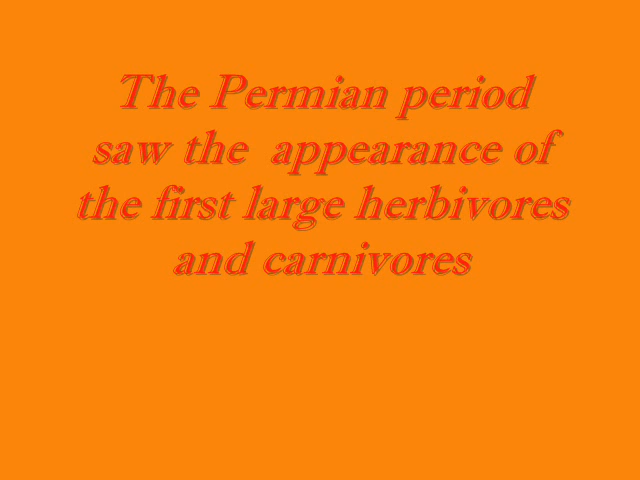 The Permian period
saw the  appearance of
the first large herbivores
and carnivores